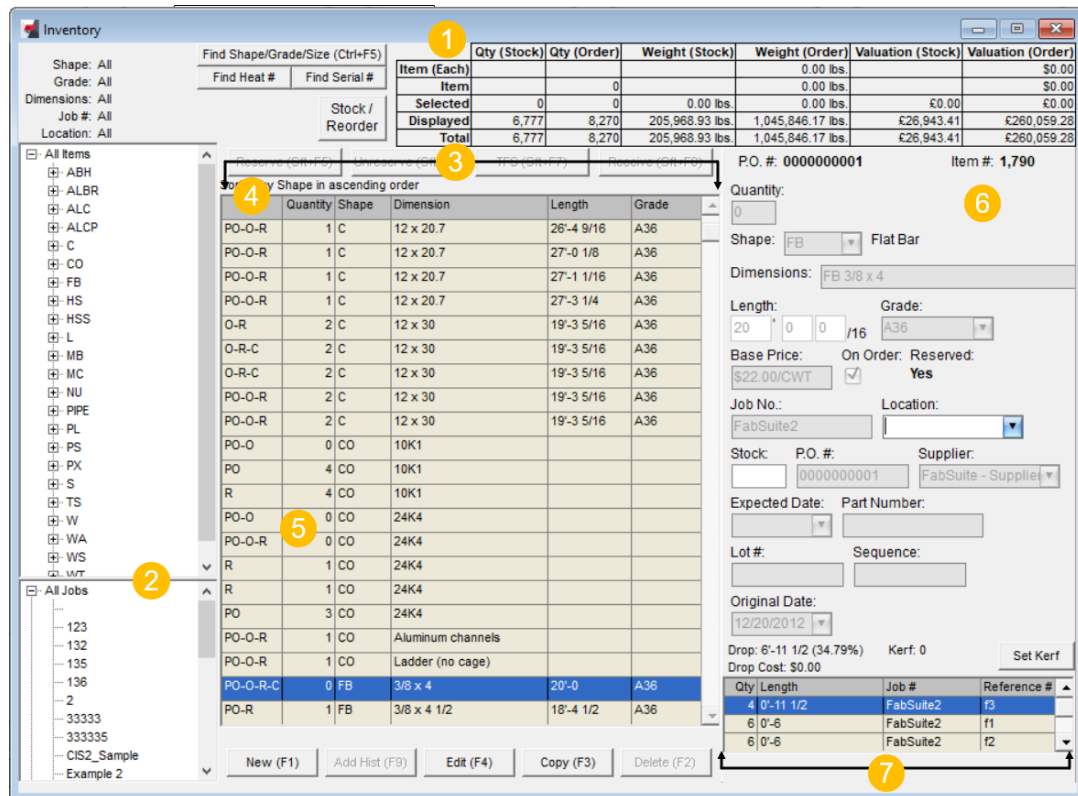 Inventory
Shape: All
Grade: All
Dimensions: All
Job #: All
Location: All
Find Shape/Grade/Size (Ctrl+F5)
Find Heat # Find Serial #
Stock / Reorder
1
Qty (Stock) Qty (Order) Weight (Stock) Weight (Order) Valuation (Stock) Valuation (Order)
Item (Each) 0.00 lbs. $0.00
Item 0 0.00 lbs. $0.00
Selected 0 0 0.00 lbs. 0.00 lbs. £0.00 £0.00
Displayed 6,777 8,270 205,968.93 lbs. 1,045,846.17 lbs. £26,943.41 £260,059.28
Total 6,777 8,270 205,968.93 lbs. 1,045,846.17 lbs. £26,943.41 £260,059.28
All Items
ABH
ALBR
ALC
ALCP
C
CO
FB
HS
HSS
L
MB
MC
NU
PIPE
PL
PS
PX
S
TS
W
WA
WS
WT
2
All Jobs
123
132
135
136
2
33333
333335
CIS2_Sample
Example 2
3
4
Shape in ascending order
Quantity Shape Dimension Length Grade
PO-O-R 1 C 12 x 20.7 26'-4 9/16 A36
PO-O-R 1 C 12 x 20.7 27'-0 1/8 A36
PO-O-R 1 C 12 x 20.7 27'-1 1/16 A36
PO-O-R 1 C 12 x 20.7 27'-3 1/4 A36
O-R 2 C 12 x 30 19'-3 5/16 A36
O-R-C 2 C 12 x 30 19'-3 5/16 A36
O-R-C 2 C 12 x 30 19'-3 5/16 A36
PO-O-R 2 C 12 x 30 19'-3 5/16 A36
PO-O-R 2 C 12 x 30 19'-3 5/16 A36
PO-O 0 CO 10K1
PO 4 CO 10K1
R 4 CO 10K1
PO-O 0 CO 24K4
PO-O-R 0 CO 24K4
R 1 CO 24K4
R 1 CO 24K4
PO 3 CO 24K4
PO-O-R 1 CO Aluminum channels
PO-O-R 1 CO Ladder (no cage)
PO-O-R-C 0 FB 3/8 x 4 20'-0 A36
PO-R 1 FB 3/8 x 4 1/2 18'-4 1/2 A36
5
New (F1) Add Hist (F9) Edit (F4) Copy (F3) Delete (F2)
P.O. #: 0000000001 Item #: 1,790
6
Quantity:
0
Shape: FB Flat Bar
Dimensions: FB 3/8 x 4
Length: Grade:
20 ' 0 0 /16 A36
Base Price: On Order: Reserved:
$22.00/CWT Yes
Job No.: Location:
FabSuite2
Stock: P.O. #: Supplier:
0000000001 FabSuite - Supplier
Expected Date: Part Number:
Lot #: Sequence:
Original Date:
12/20/2012
Drop: 6'-11 1/2 (34.79%) Kerf: 0 Set Kerf
Drop Cost: $0.00
Qty Length Job # Reference #
4 0'-11 1/2 FabSuite2 f3
6 0'-6 FabSuite2 f1
6 0'-6 FabSuite2 f2
7